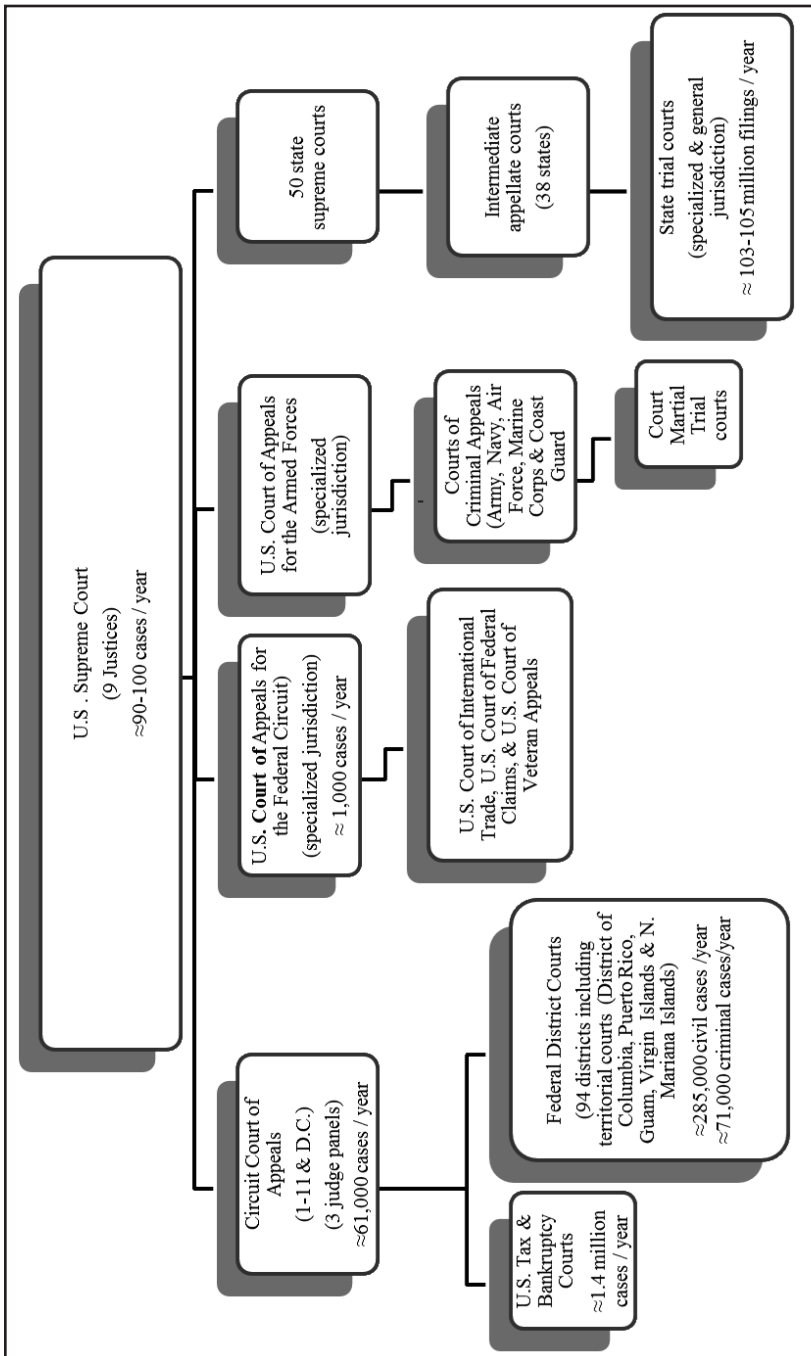 U.S . Supreme Court
(9 Justices)
≈90-100 cases / year
Circuit Court of
Appeals
(1-11 & D.C.)
(3 judge panels)
≈61,000 cases / year
U.S. Court of Appeals for
the Federal Circuit)
(specialized jurisdiction)
≈ 1,000 cases / year
U.S. Court of Appeals
for the Armed Forces
(specialized
jurisdiction)
50 state
supreme courts
U.S. Tax &
Bankruptcy
Courts
≈1.4 million
cases / year
Federal District Courts
(94 districts including
territorial courts (District of
Columbia, Puerto Rico,
Guam, Virgin Islands & N.
Mariana Islands)
≈285,000 civil cases /year
≈71,000 criminal cases/year
U.S. Court of International
Trade, U.S. Court of Federal
Claims, & U.S. Court of
Veteran Appeals
Courts of
Criminal Appeals
(Army, Navy, Air
Force, Marine
Corps & Coast
Guard
Intermediate
appellate courts
(38 states)
Court
Martial
Trial
courts
State trial courts
(specialized & general
jurisdiction)
≈ 103-105 million filings / year